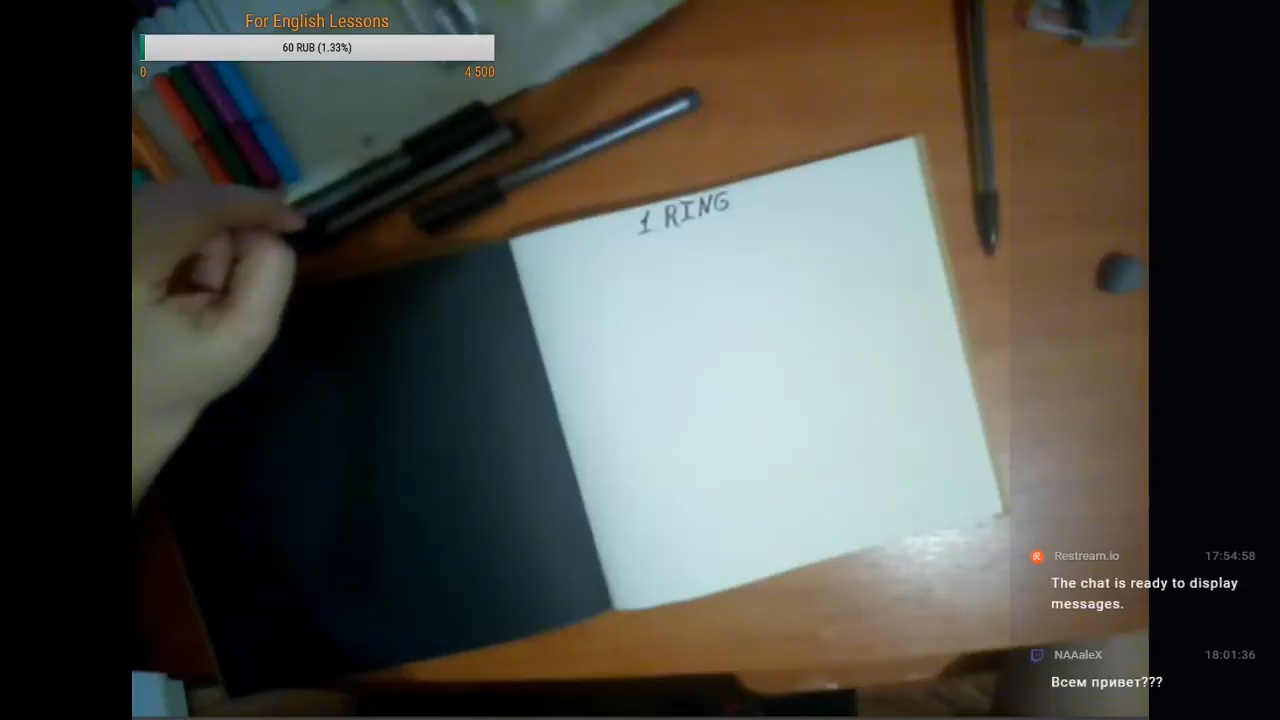 For English Lessons
60 RUB (1.33%)
0 4 500
1 RING
Restream.io 17:54:58
The chat is ready to display
messages.
NAAaleX 18:01:36
Всем привет???